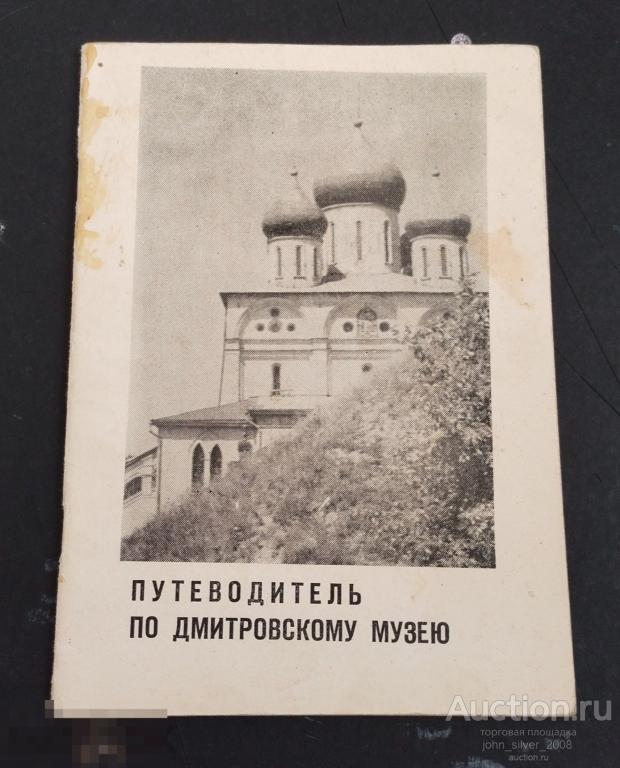 ПУТЕВОДИТЕЛЬ
ПО ДМИТРОВСКОМУ МУЗЕЮ
Auction.ru
торговая площадка
john_silver_2008
auction.ru